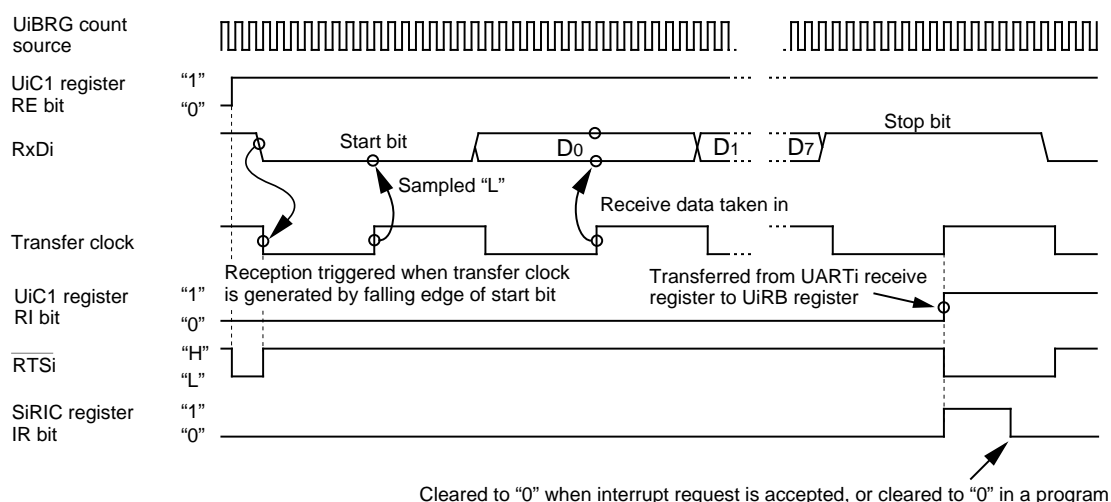 UiBRG count
source
UiC1 register
RE bit
“1”
“0”
RxDi
Start bit
D0
D1
D7
Stop bit
Sampled “L”
Receive data taken in
Transfer clock
Reception triggered when transfer clock
is generated by falling edge of start bit
Transferred from UARTi receive
register to UiRB register
UiC1 register
RI bit
“1”
“0”
RTSi
“H”
“L”
SiRIC register
IR bit
“1”
“0”
Cleared to “0” when interrupt request is accepted, or cleared to “0” in a program